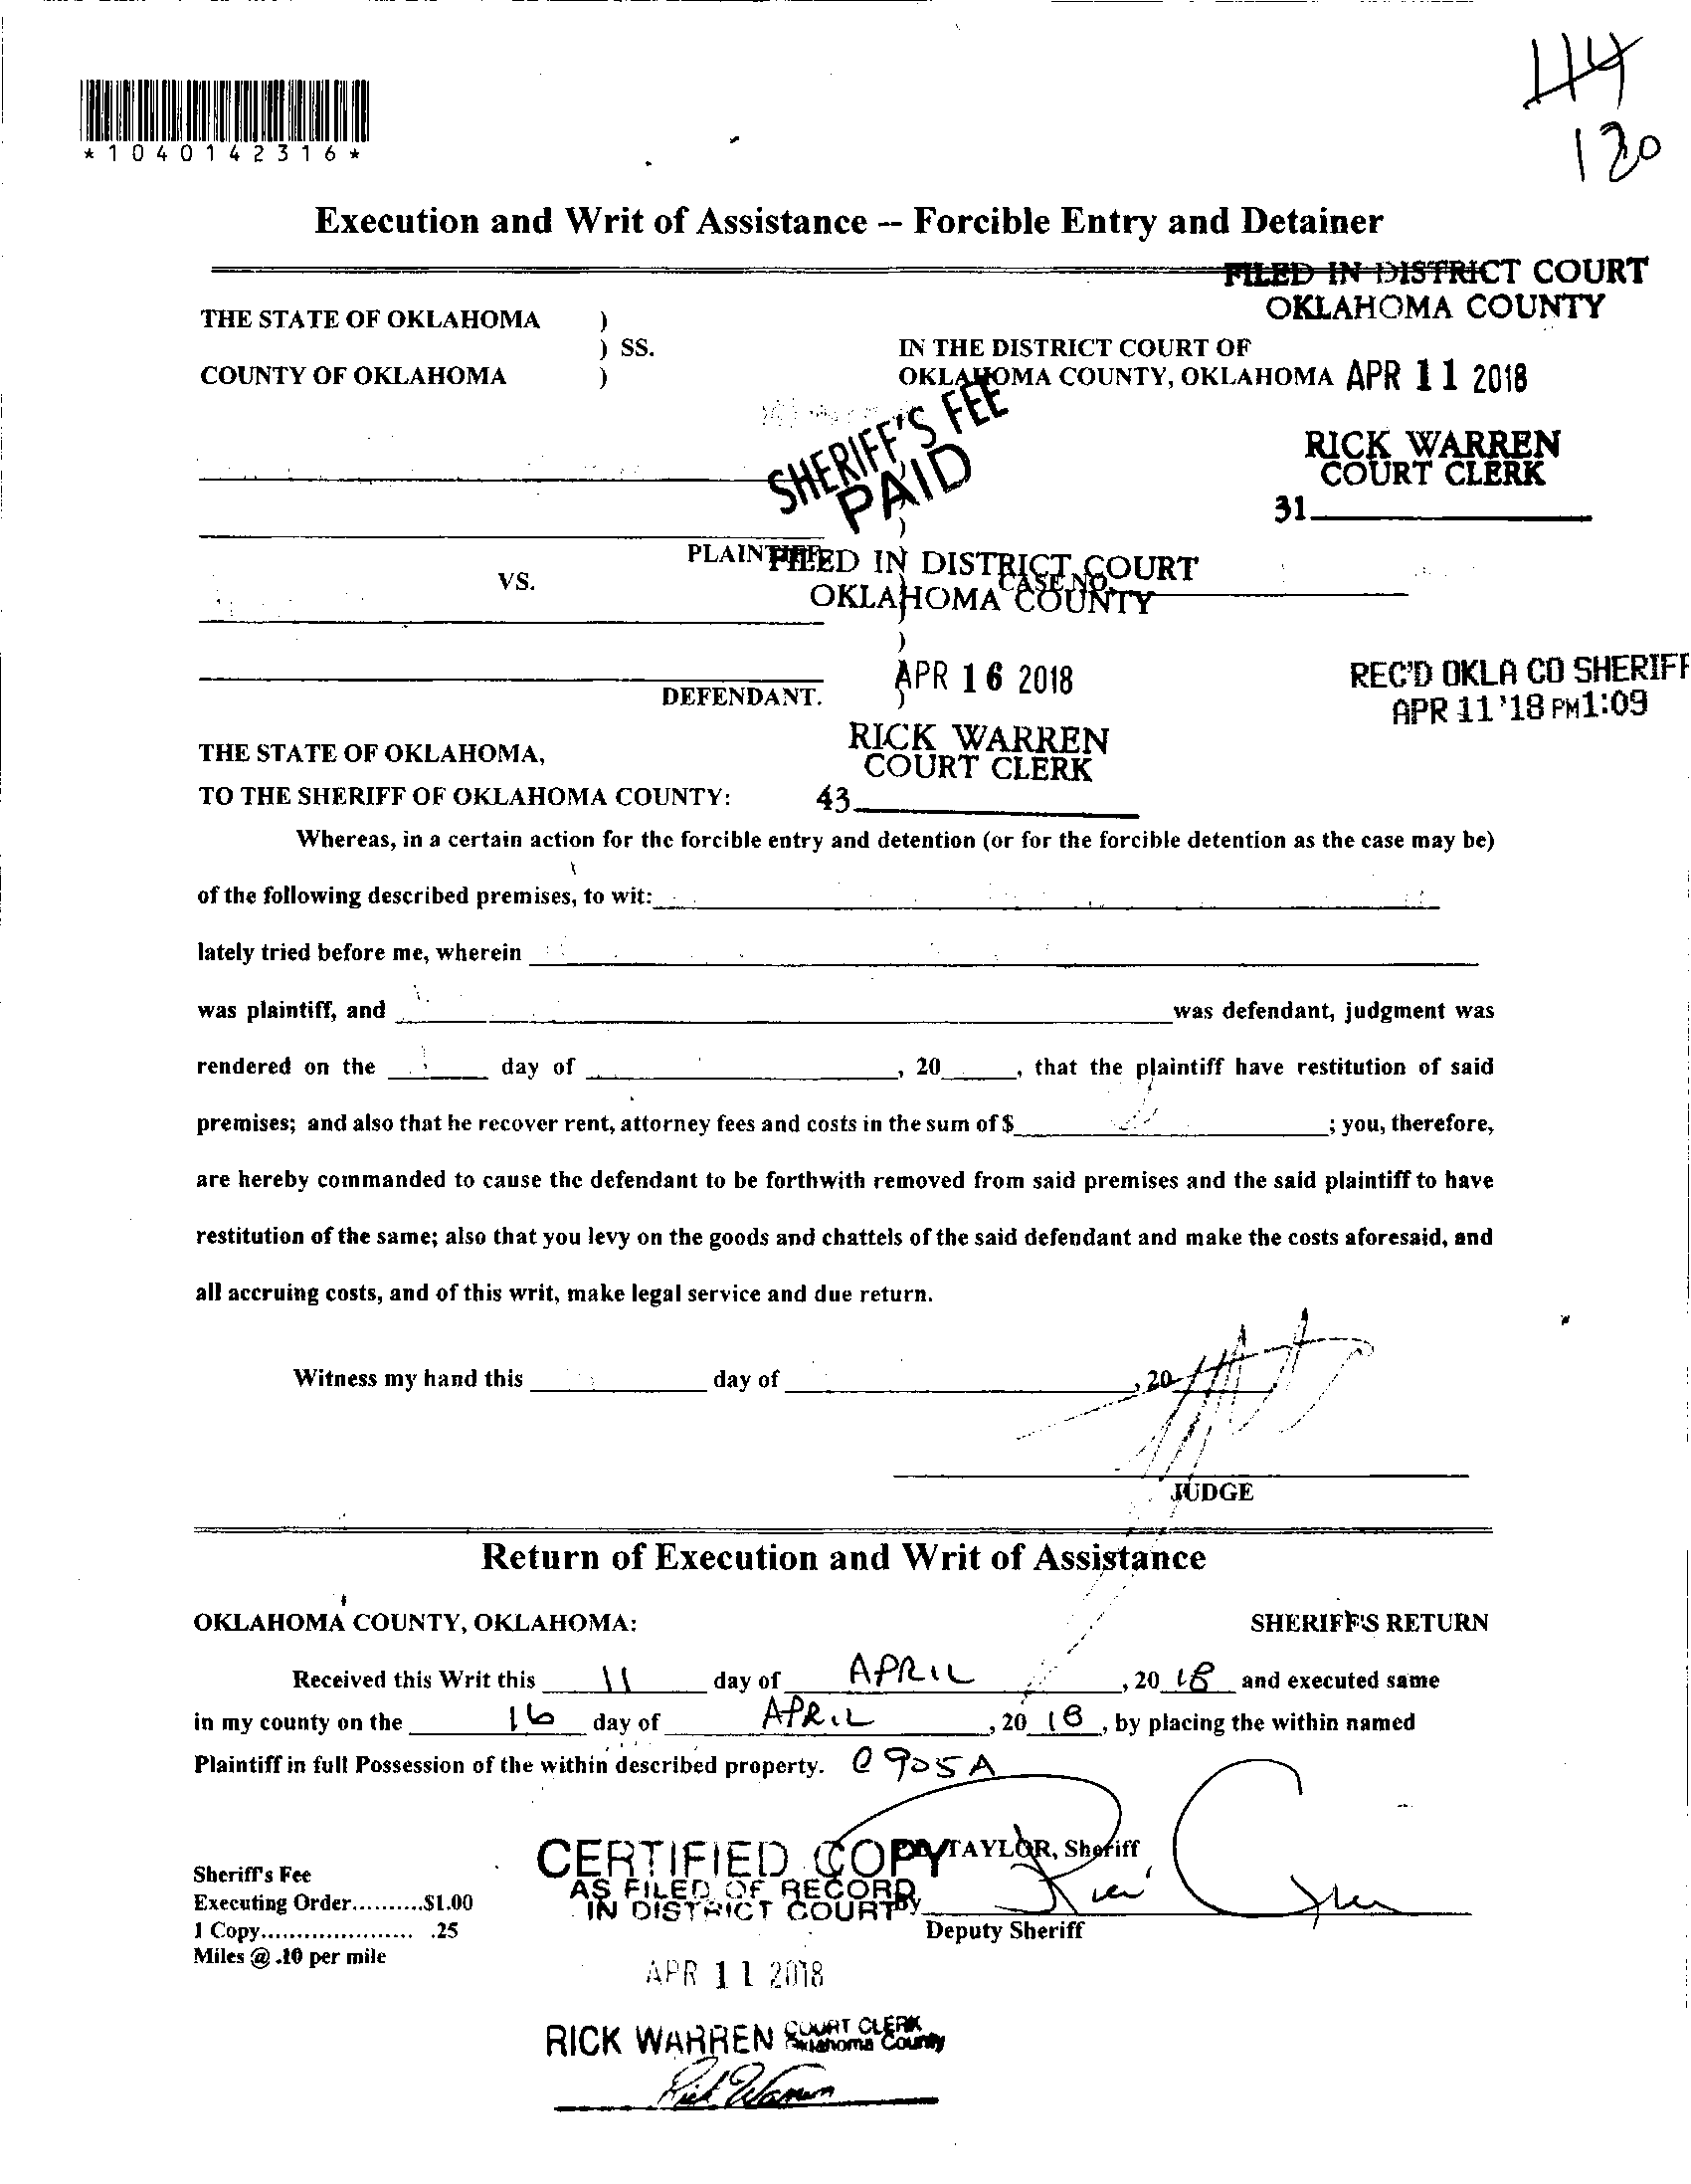 114
120
*1040142316*
Execution and Writ of Assistance -- Forcible Entry and Detainer
FILED IN DISTRICT COURT
OKLAHOMA COUNTY
THE STATE OF OKLAHOMA )
) SS.
COUNTY OF OKLAHOMA )
IN THE DISTRICT COURT OF
OKLAHOMA COUNTY, OKLAHOMA
APR 11 2018
SHERIFF'S FEE
PAID
RICK WARREN
COURT CLERK
31
PLAINTIFF,
VS.
CASE NO.
FILED IN DISTRICT COURT
OKLAHOMA COUNTY
APR 16 2018
REC'D OKLA CO SHERIFF
APR 11 '18 PM1:09
DEFENDANT.
RICK WARREN
COURT CLERK
43
THE STATE OF OKLAHOMA,
TO THE SHERIFF OF OKLAHOMA COUNTY:
Whereas, in a certain action for the forcible entry and detention (or for the forcible detention as the case may be)
of the following described premises, to wit:
lately tried before me, wherein
was plaintiff, and was defendant, judgment was
rendered on the day of , 20 , that the plaintiff have restitution of said
premises; and also that he recover rent, attorney fees and costs in the sum of $ ; you, therefore,
are hereby commanded to cause the defendant to be forthwith removed from said premises and the said plaintiff to have
restitution of the same; also that you levy on the goods and chattels of the said defendant and make the costs aforesaid, and
all accruing costs, and of this writ, make legal service and due return.
Witness my hand this day of , 20
JUDGE
Return of Execution and Writ of Assistance
OKLAHOMA COUNTY, OKLAHOMA: SHERIFF'S RETURN
Received this Writ this 11 day of APRIL , 20 18 and executed same
in my county on the 16 day of APRIL , 20 18 , by placing the within named
Plaintiff in full Possession of the within described property. @ 905A
TAYLOR, Sheriff
CERTIFIED COPY
AS FILED OF RECORD
IN DISTRICT COURT
By
Deputy Sheriff
Sheriff's Fee
Executing Order..........$1.00
1 Copy...................... .25
Miles @ .10 per mile
APR 11 2018
RICK WARREN COURT CLERK
Oklahoma County
Rick Warren